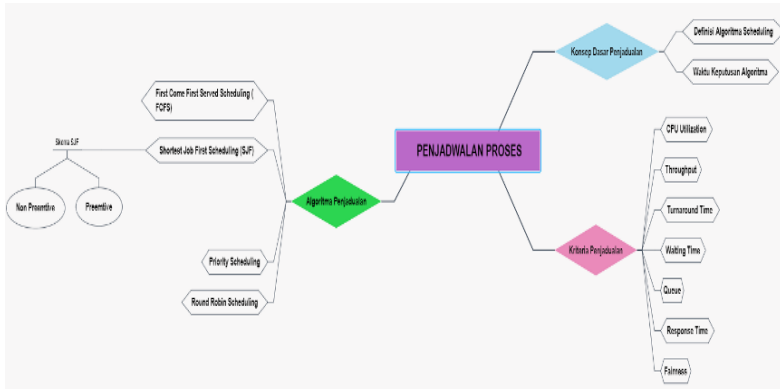 PENJADWALAN PROSES
Konsep Dasar Penjadualan
Definisi Algoritma Scheduling
Waktu Keputusan Algoritma
Kriteria Penjadualan
CPU Utilization
Throughput
Turnaround Time
Waiting Time
Queue
Response Time
Fairness
Algoritma Penjadualan
First Come First Served Scheduling (
FCFS)
Shortest Job First Scheduling (SJF)
Skema SJF
Non Preemtive
Preemtive
Priority Scheduling
Round Robin Scheduling